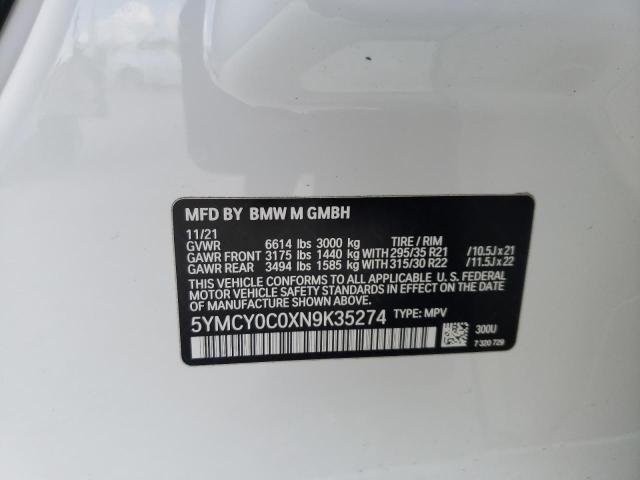 MFD BY BMW M GMBH
11/21
GVWR 6614 lbs 3000 kg TIRE / RIM
GAWR FRONT 3175 lbs 1440 kg WITH 295/35 R21 /10.5J x 21
GAWR REAR 3494 lbs 1585 kg WITH 315/30 R22 /11.5J x 22
THIS VEHICLE CONFORMS TO ALL APPLICABLE U. S. FEDERAL
MOTOR VEHICLE SAFETY STANDARDS IN EFFECT ON THE
DATE OF MANUFACTURE SHOWN ABOVE.
5YMCY0C0XN9K35274 TYPE: MPV
300U
7 320 729